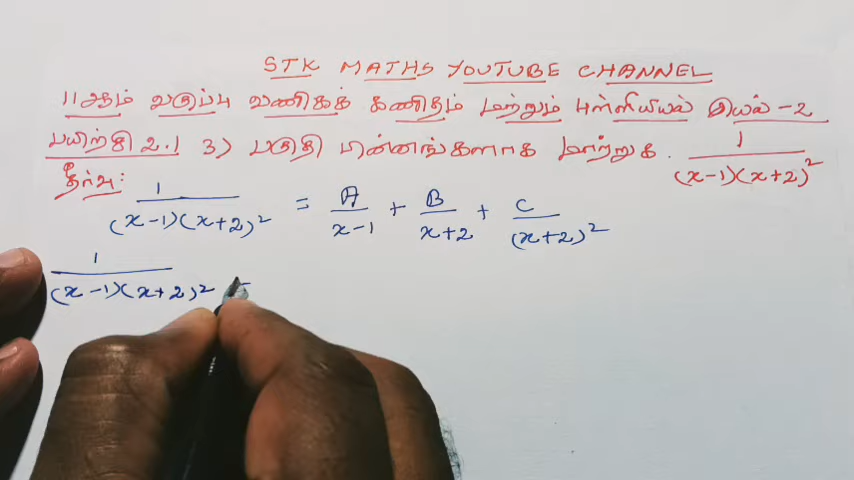 STK MATHS YOUTUBE CHANNEL
11ஆம் வகுப்பு வணிகக் கணிதம் மற்றும் புள்ளியியல் இயல் -2
பயிற்சி 2.1 3) பகுதி பின்னங்களாக மாற்றுக. 1/(x-1)(x+2)²
தீர்வு: 1/(x-1)(x+2)² = A/x-1 + B/x+2 + C/(x+2)²
1/(x-1)(x+2)² =